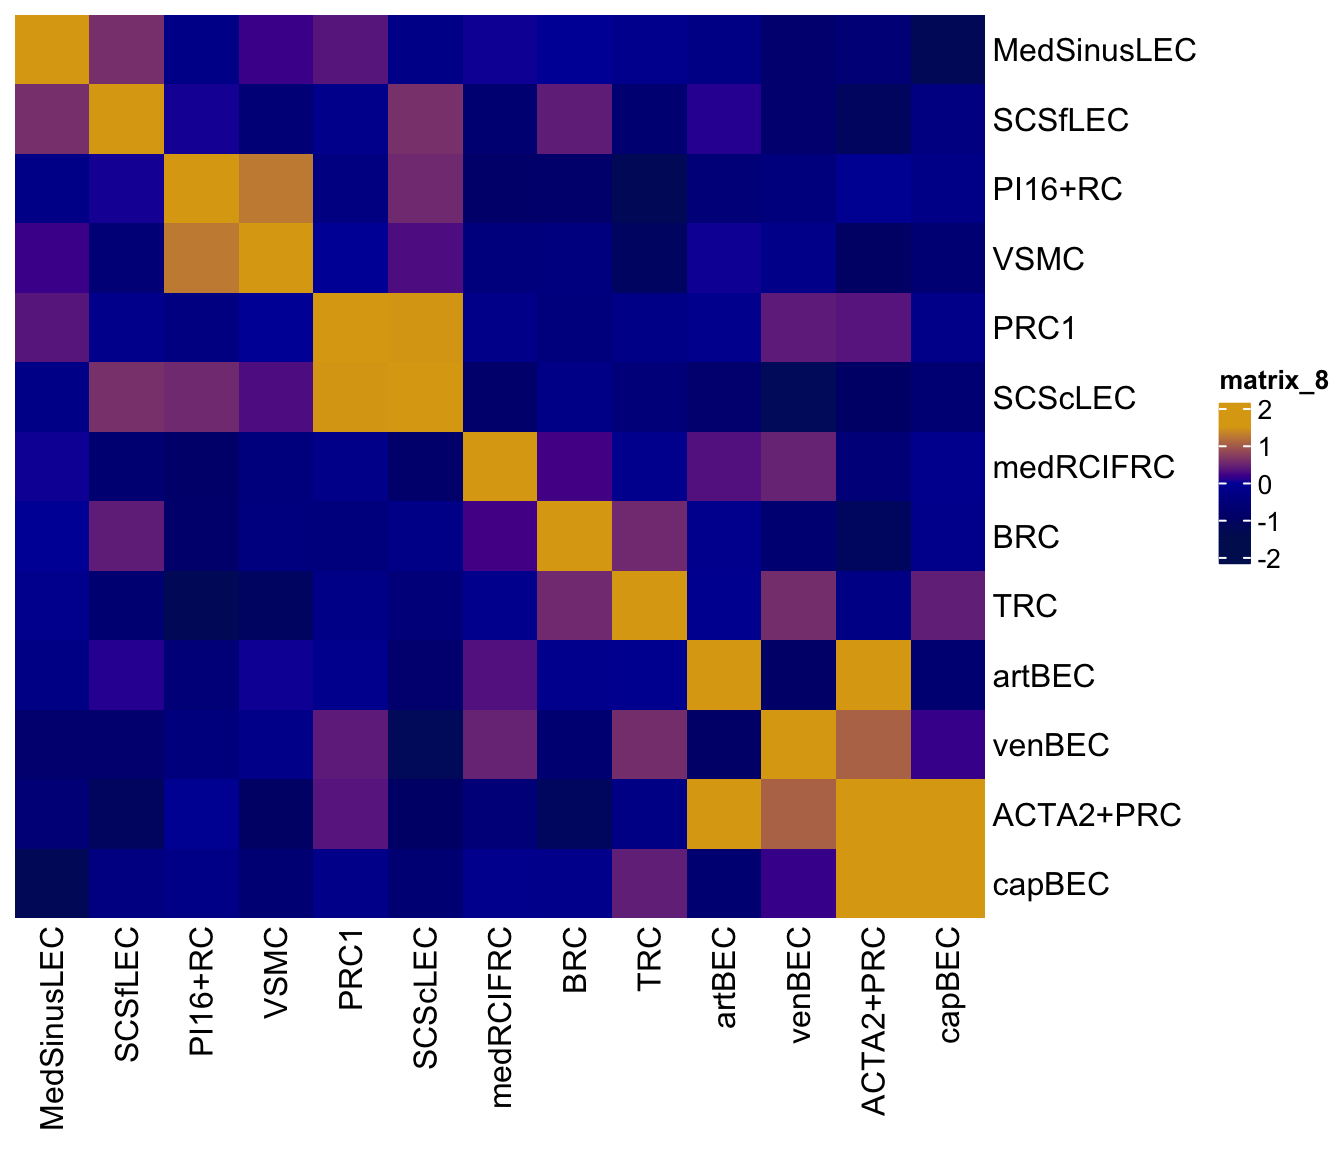 MedSinusLEC
SCSfLEC
PI16+RC
VSMC
PRC1
SCScLEC
medRCIFRC
BRC
TRC
artBEC
venBEC
ACTA2+PRC
capBEC
matrix_8
2
1
0
-1
-2
MedSinusLEC
SCSfLEC
PI16+RC
VSMC
PRC1
SCScLEC
medRCIFRC
BRC
TRC
artBEC
venBEC
ACTA2+PRC
capBEC